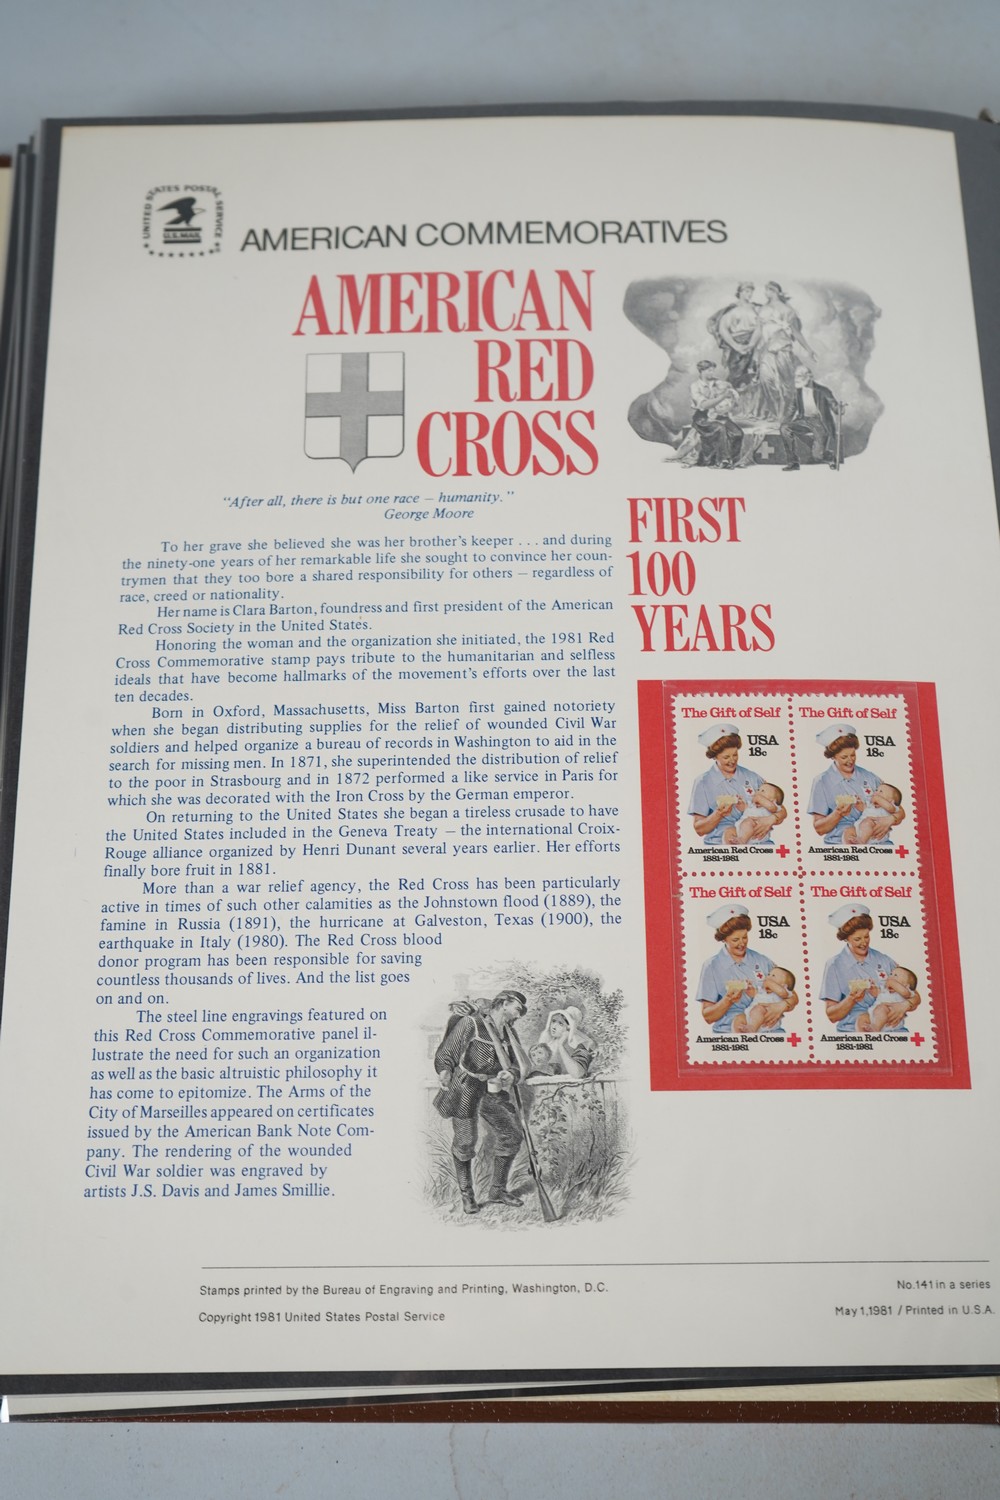 UNITED STATES POSTAL SERVICE
U.S.MAIL
AMERICAN COMMEMORATIVES
AMERICAN
RED
CROSS
"After all, there is but one race – humanity."
George Moore
To her grave she believed she was her brother's keeper . . . and during
the ninety-one years of her remarkable life she sought to convince her coun-
trymen that they too bore a shared responsibility for others – regardless of
race, creed or nationality.
Her name is Clara Barton, foundress and first president of the American
Red Cross Society in the United States.
Honoring the woman and the organization she initiated, the 1981 Red
Cross Commemorative stamp pays tribute to the humanitarian and selfless
ideals that have become hallmarks of the movement's efforts over the last
ten decades.
Born in Oxford, Massachusetts, Miss Barton first gained notoriety
when she began distributing supplies for the relief of wounded Civil War
soldiers and helped organize a bureau of records in Washington to aid in the
search for missing men. In 1871, she superintended the distribution of relief
to the poor in Strasbourg and in 1872 performed a like service in Paris for
which she was decorated with the Iron Cross by the German emperor.
On returning to the United States she began a tireless crusade to have
the United States included in the Geneva Treaty – the international Croix-
Rouge alliance organized by Henri Dunant several years earlier. Her efforts
finally bore fruit in 1881.
More than a war relief agency, the Red Cross has been particularly
active in times of such other calamities as the Johnstown flood (1889), the
famine in Russia (1891), the hurricane at Galveston, Texas (1900), the
earthquake in Italy (1980). The Red Cross blood
donor program has been responsible for saving
countless thousands of lives. And the list goes
on and on.
The steel line engravings featured on
this Red Cross Commemorative panel il-
lustrate the need for such an organization
as well as the basic altruistic philosophy it
has come to epitomize. The Arms of the
City of Marseilles appeared on certificates
issued by the American Bank Note Com-
pany. The rendering of the wounded
Civil War soldier was engraved by
artists J.S. Davis and James Smillie.
FIRST
100
YEARS
The Gift of Self
USA
18c
American Red Cross
1881-1981
The Gift of Self
USA
18c
American Red Cross
1881-1981
The Gift of Self
USA
18c
American Red Cross
1881-1981
The Gift of Self
USA
18c
American Red Cross
1881-1981
Stamps printed by the Bureau of Engraving and Printing, Washington, D.C.
Copyright 1981 United States Postal Service
No.141 in a series
May 1,1981 / Printed in U.S.A.